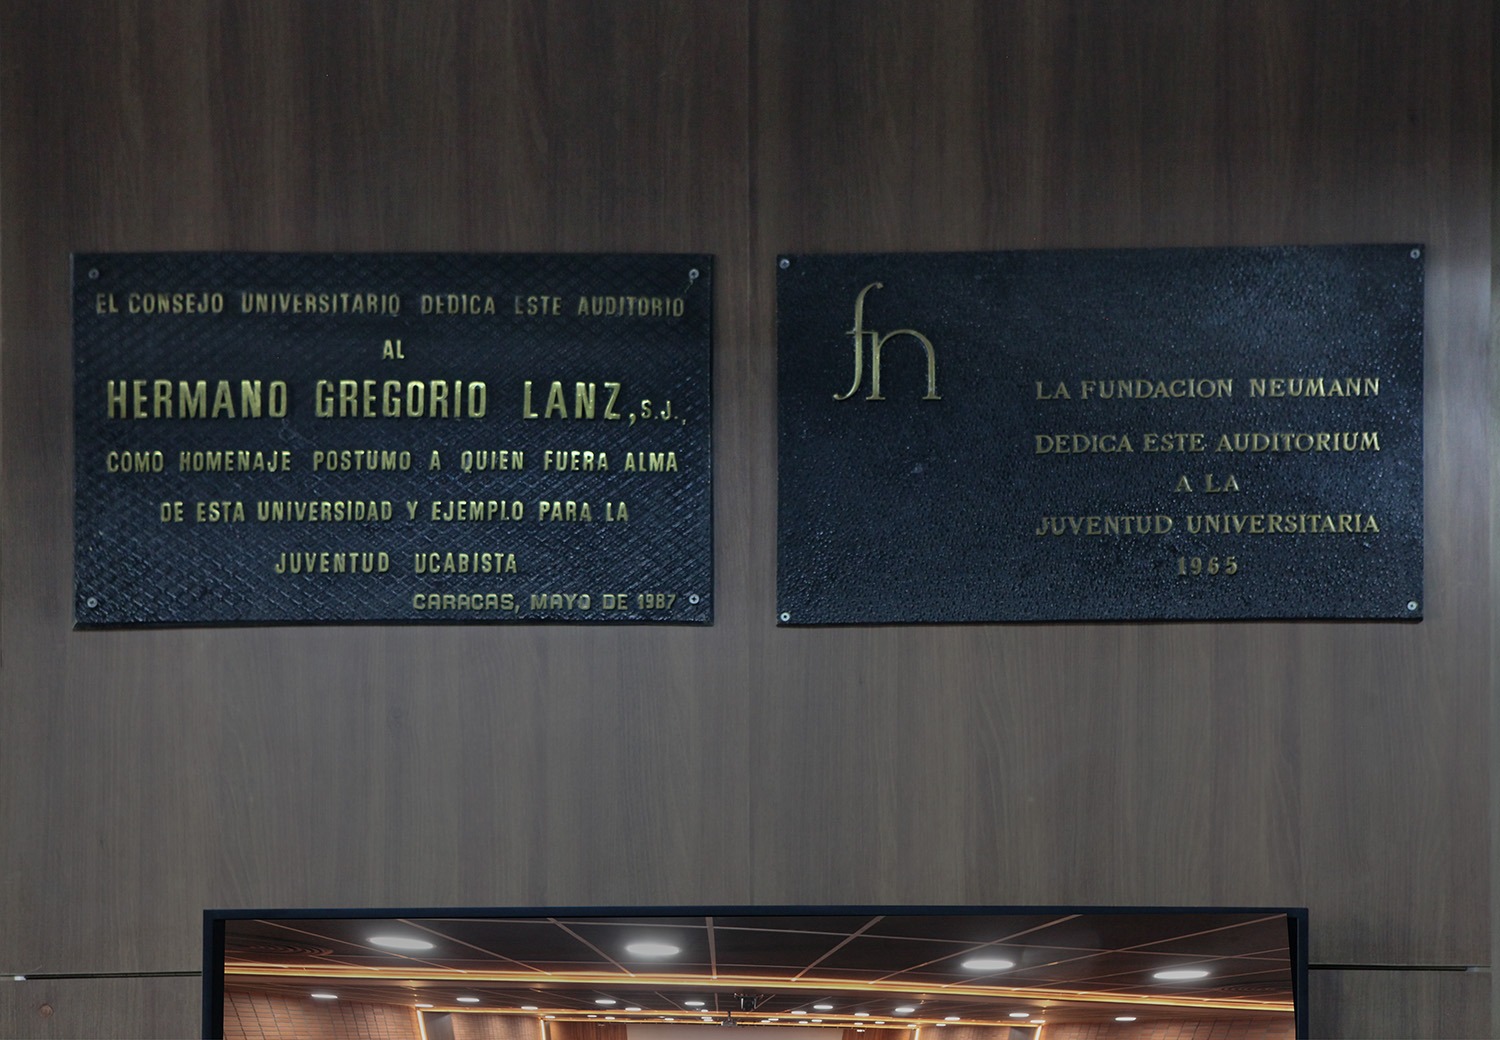 EL CONSEJO UNIVERSITARIO DEDICA ESTE AUDITORIO
AL
HERMANO GREGORIO LANZ, S.J.,
COMO HOMENAJE POSTUMO A QUIEN FUERA ALMA
DE ESTA UNIVERSIDAD Y EJEMPLO PARA LA
JUVENTUD UCABISTA
CARACAS, MAYO DE 1987
fn
LA FUNDACION NEUMANN
DEDICA ESTE AUDITORIUM
A LA
JUVENTUD UNIVERSITARIA
1965